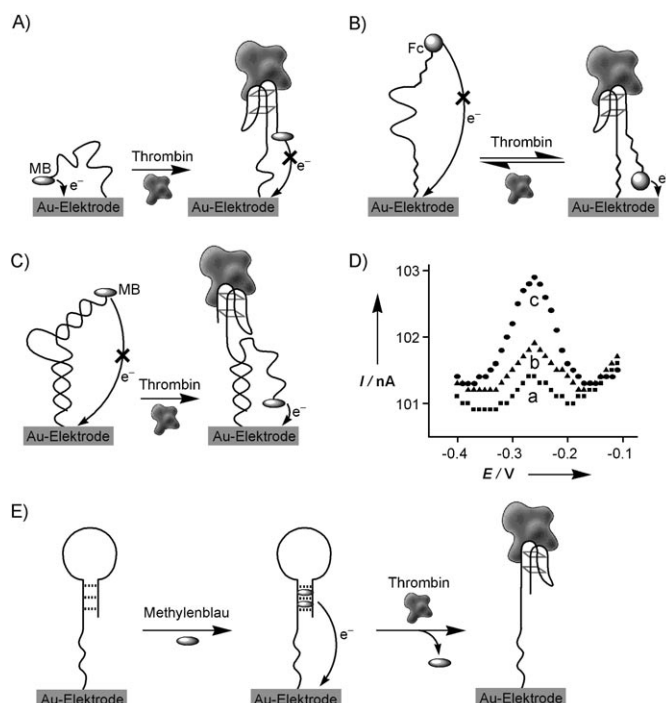 A)
MB
e⁻
Thrombin
e⁻
Au-Elektrode
Au-Elektrode
B)
Fc
e⁻
Thrombin
e
Au-Elektrode
Au-Elektrode
C)
MB
e⁻
Thrombin
e⁻
Au-Elektrode
Au-Elektrode
D)
103
102
101
I / nA
c
b
a
-0.4 -0.3 -0.2 -0.1
E / V
E)
Methylenblau
e⁻
Thrombin
Au-Elektrode
Au-Elektrode
Au-Elektrode